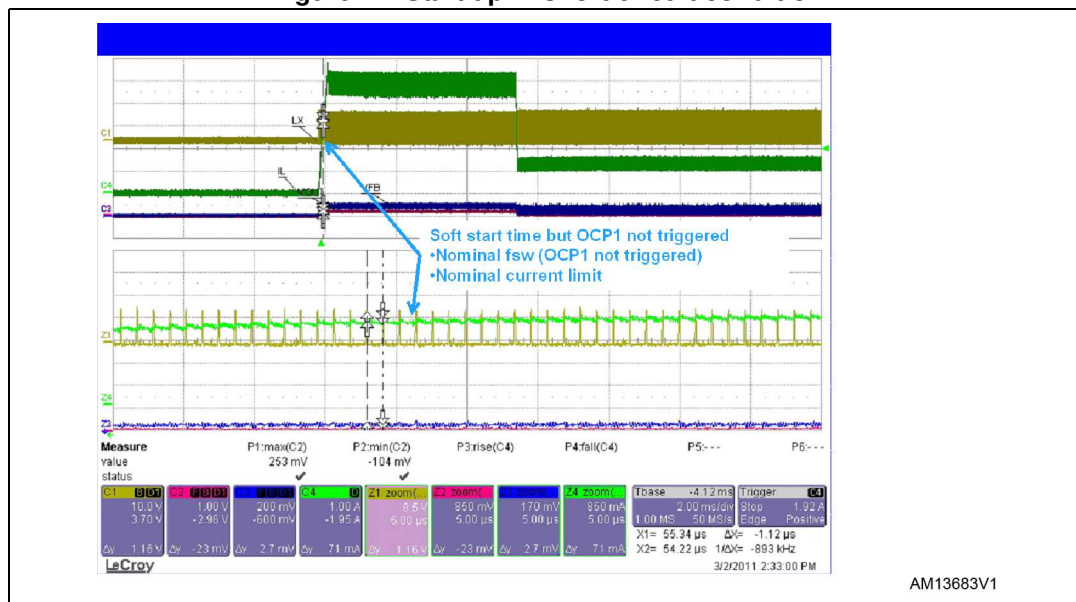 LX
C1
IL
VFB
C4
C3
Soft start time but OCP1 not triggered
•Nominal fsw (OCP1 not triggered)
•Nominal current limit
Z1
Z4
Measure P1:max(C2) P2:min(C2) P3:rise(C4) P4:fall(C4) P5:--- P6:---
value 253 mV -104 mV
status ✔ ✔
C1 C2 C4 Z1 zoom(... Z2 zoom(... Z4 zoom(... Tbase -4.12 ms Trigger C4
10.0 V 1.00 V 200 mV 1.00 A 8.5 V 850 mV 170 mV 850 mA 2.00 ms/div Stop 1.92 A
3.70 V -2.96 V -600 mV -1.95 A 5.00 µs 5.00 µs 5.00 µs 5.00 µs 1.00 MS 50 MS/s Edge Positive
Δy 1.16 V Δy -23 mV Δy 2.7 mV Δy 71 mA Δy 1.16 V Δy -23 mV Δy 2.7 mV Δy 71 mA
X1= 55.34 µs ΔX= -1.12 µs
X2= 54.22 µs 1/ΔX= -893 kHz
LeCroy 3/2/2011 2:33:00 PM
AM13683V1